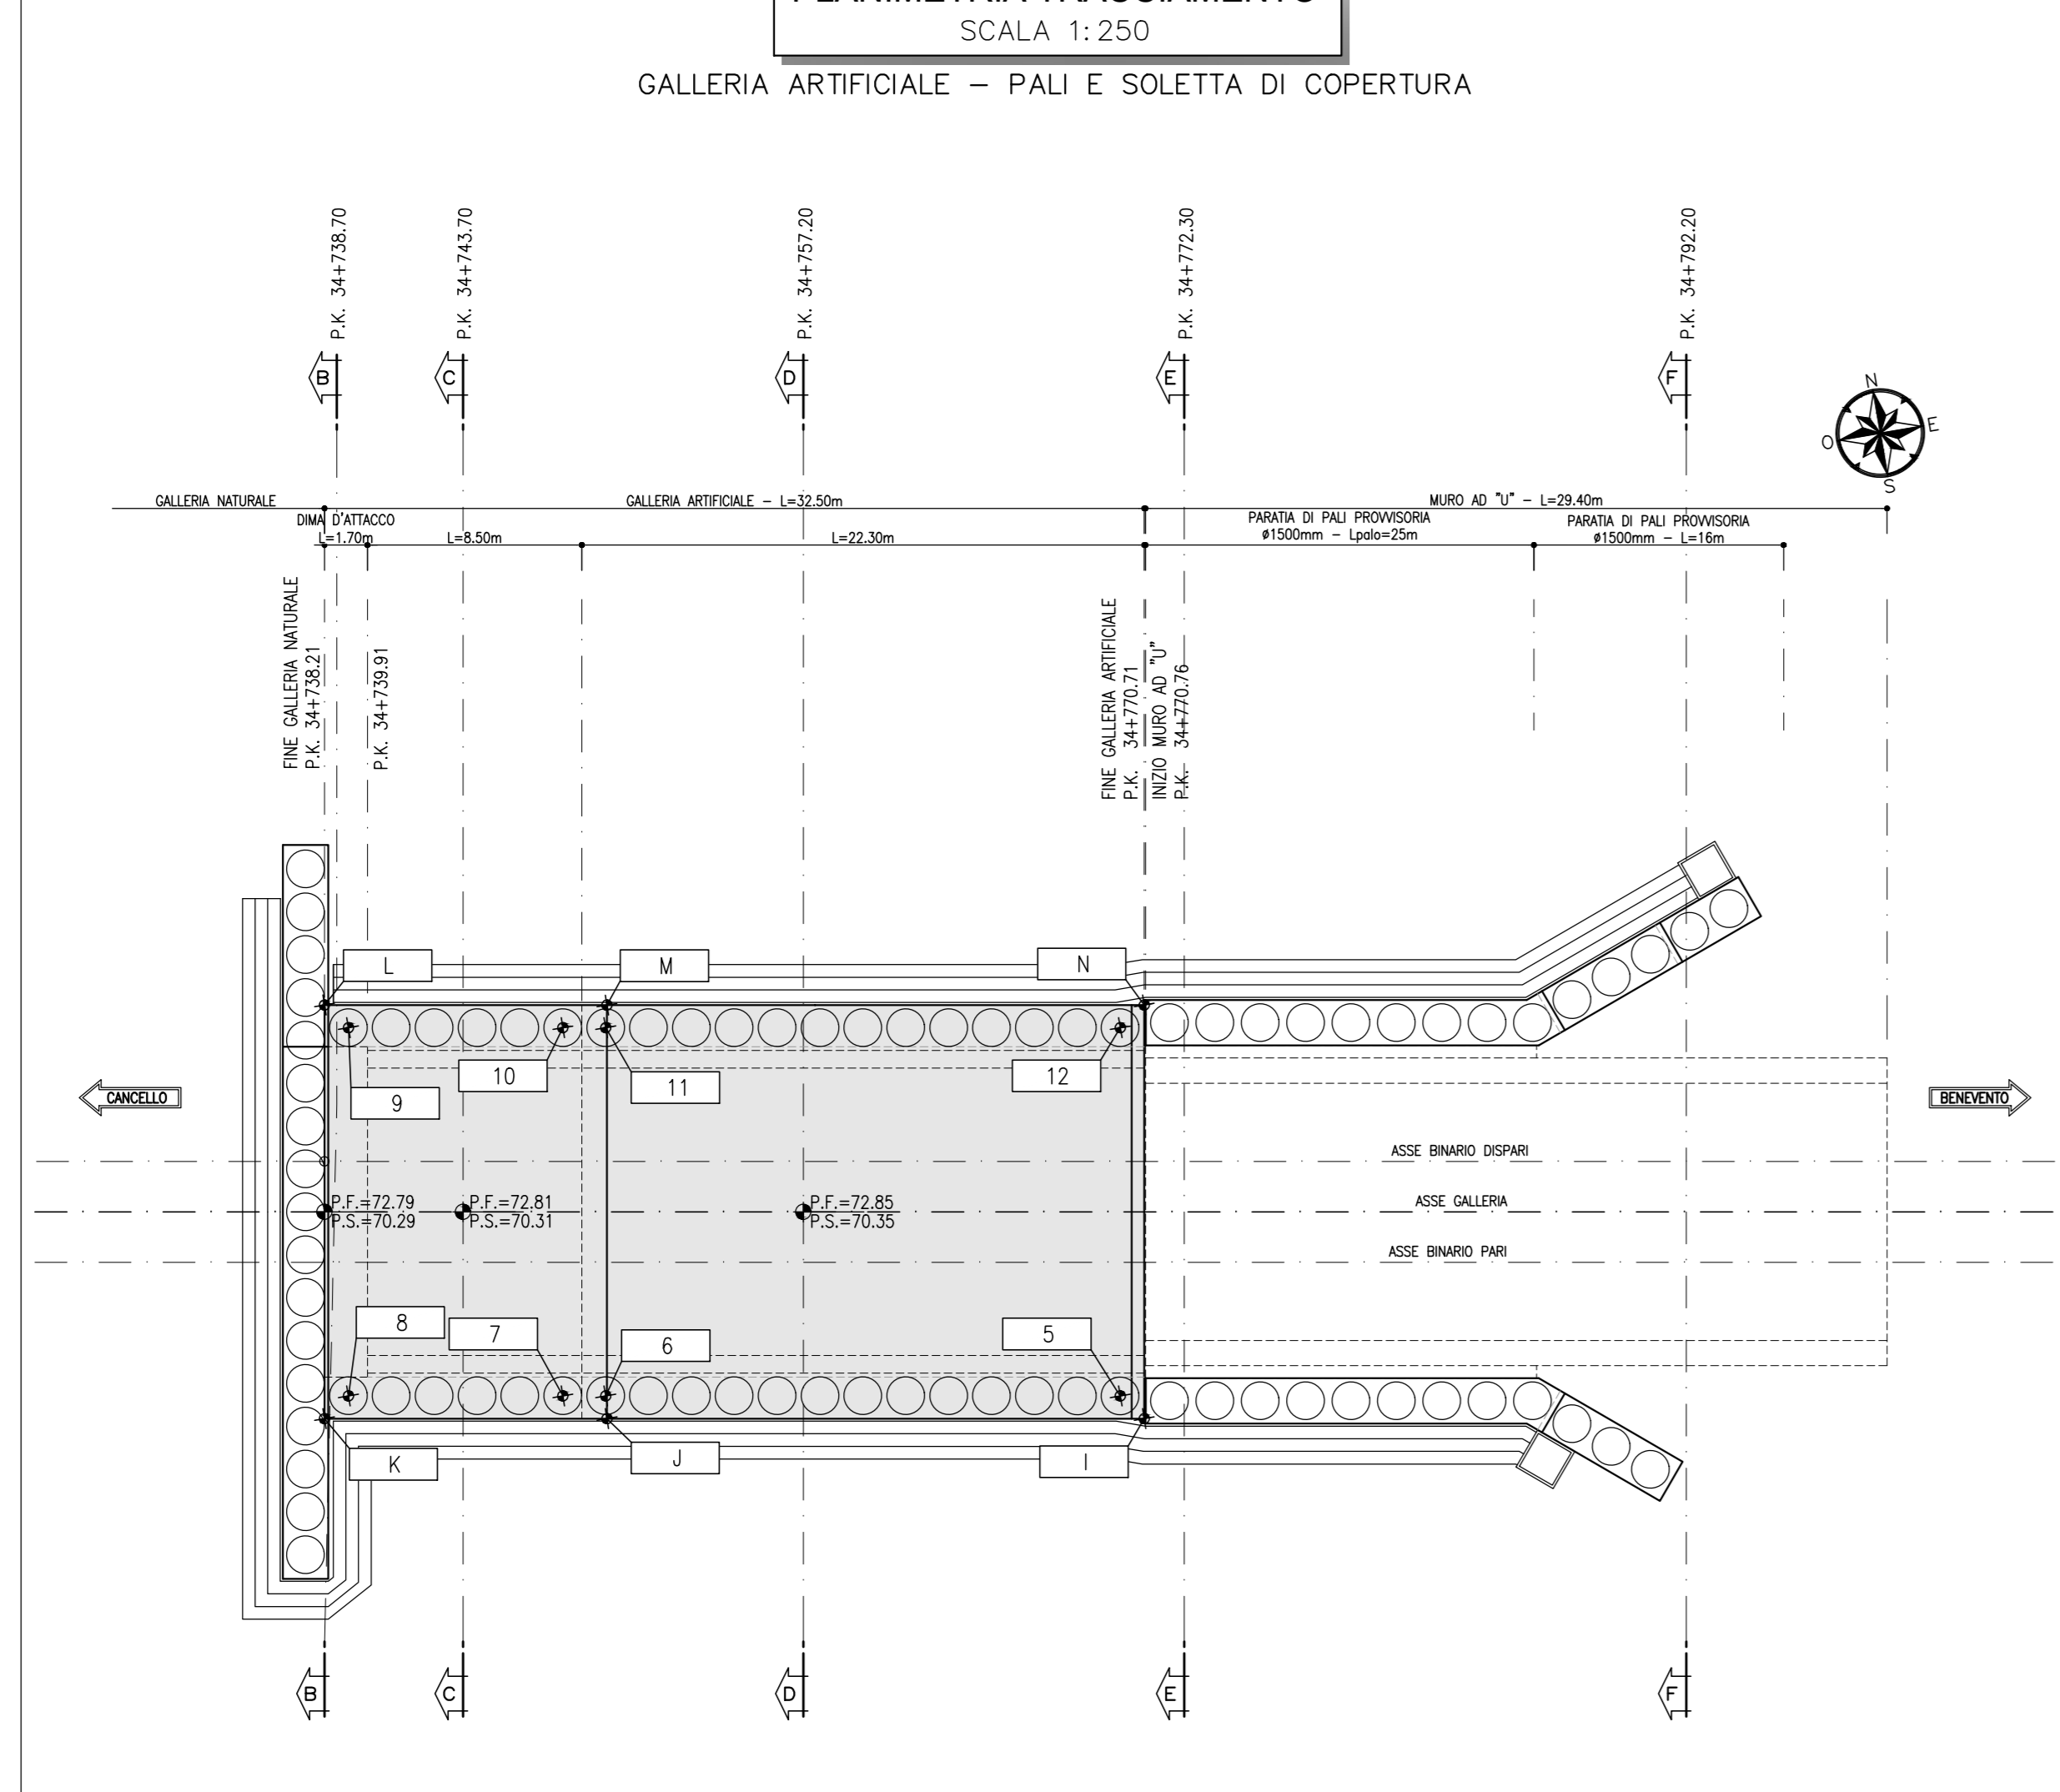 SCALA 1:250
GALLERIA ARTIFICIALE – PALI E SOLETTA DI COPERTURA
P.K. 34+738.70
P.K. 34+743.70
P.K. 34+757.20
P.K. 34+772.30
P.K. 34+792.20
B
C
D
E
F
N
E
O
S
GALLERIA NATURALE
GALLERIA ARTIFICIALE – L=32.50m
MURO AD "U" – L=29.40m
DIMA D'ATTACCO
L=1.70m
L=8.50m
L=22.30m
PARATIA DI PALI PROVVISORIA
ø1500mm – Lpalo=25m
PARATIA DI PALI PROVVISORIA
ø1500mm – L=16m
FINE GALLERIA NATURALE
P.K. 34+738.21
P.K. 34+739.91
FINE GALLERIA ARTIFICIALE
P.K. 34+770.71
INIZIO MURO AD "U"
P.K. 34+770.76
L
M
N
10
11
12
9
CANCELLO
BENEVENTO
ASSE BINARIO DISPARI
P.F.=72.79
P.S.=70.29
P.F.=72.81
P.S.=70.31
P.F.=72.85
P.S.=70.35
ASSE GALLERIA
ASSE BINARIO PARI
8
7
6
5
K
J
I
B
C
D
E
F